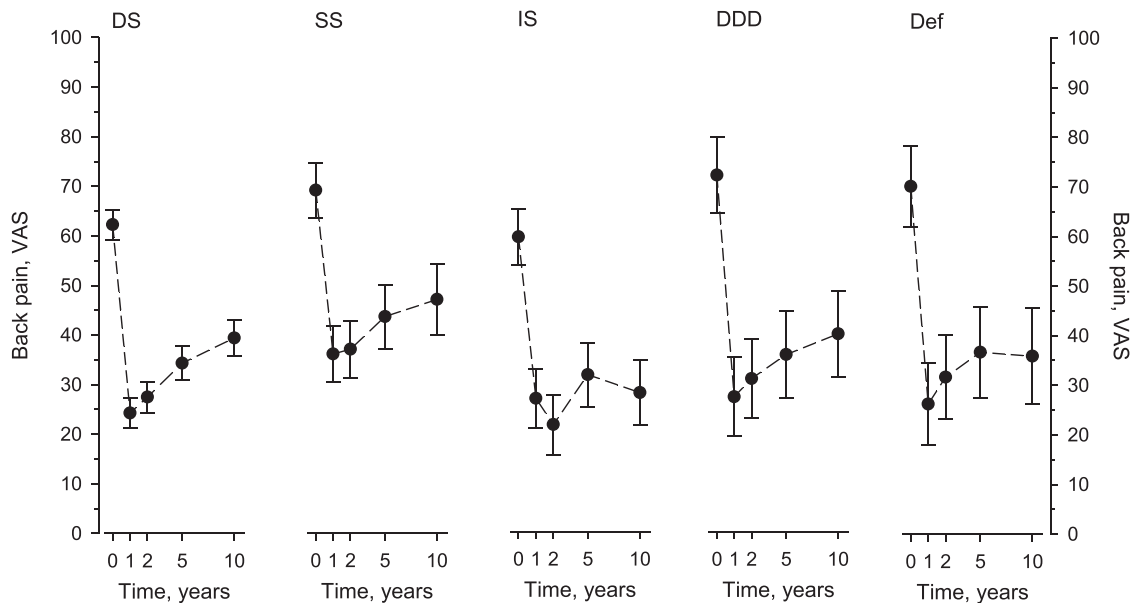 DS SS IS DDD Def
100 100
90 90
80 80
70 70
60 60
50 50
40 40
30 30
20 20
10 10
0 0
Back pain, VAS
Back pain, VAS
0 1 2 5 10 0 1 2 5 10 0 1 2 5 10 0 1 2 5 10 0 1 2 5 10
Time, years Time, years Time, years Time, years Time, years